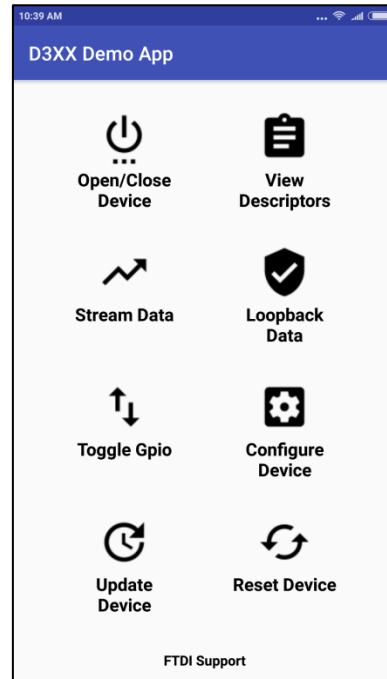 10:39 AM
...
D3XX Demo App
Open/Close
Device
View
Descriptors
Stream Data
Loopback
Data
Toggle Gpio
Configure
Device
Update
Device
Reset Device
FTDI Support